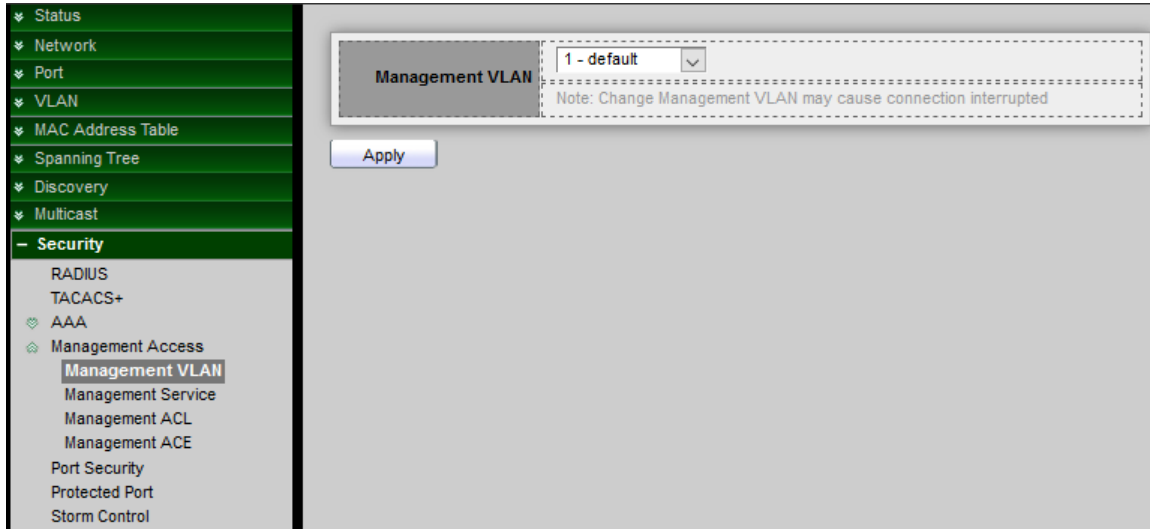 Status
Network
Port
VLAN
MAC Address Table
Spanning Tree
Discovery
Multicast
Security
RADIUS
TACACS+
AAA
Management Access
Management VLAN
Management Service
Management ACL
Management ACE
Port Security
Protected Port
Storm Control
Management VLAN
1 - default
Note: Change Management VLAN may cause connection interrupted
Apply